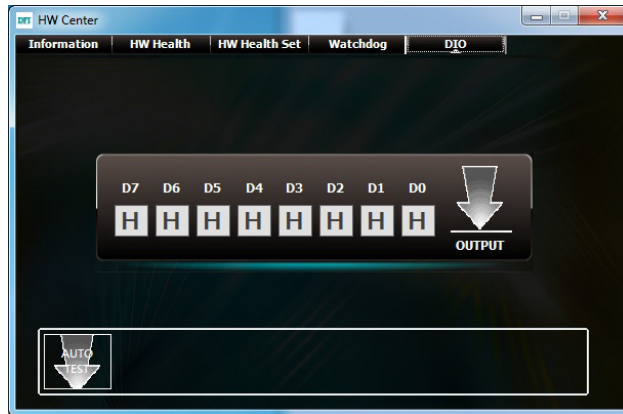 DFI HW Center
Information HW Health HW Health Set Watchdog DIO
D7 D6 D5 D4 D3 D2 D1 D0
H H H H H H H H
OUTPUT
AUTO
TEST